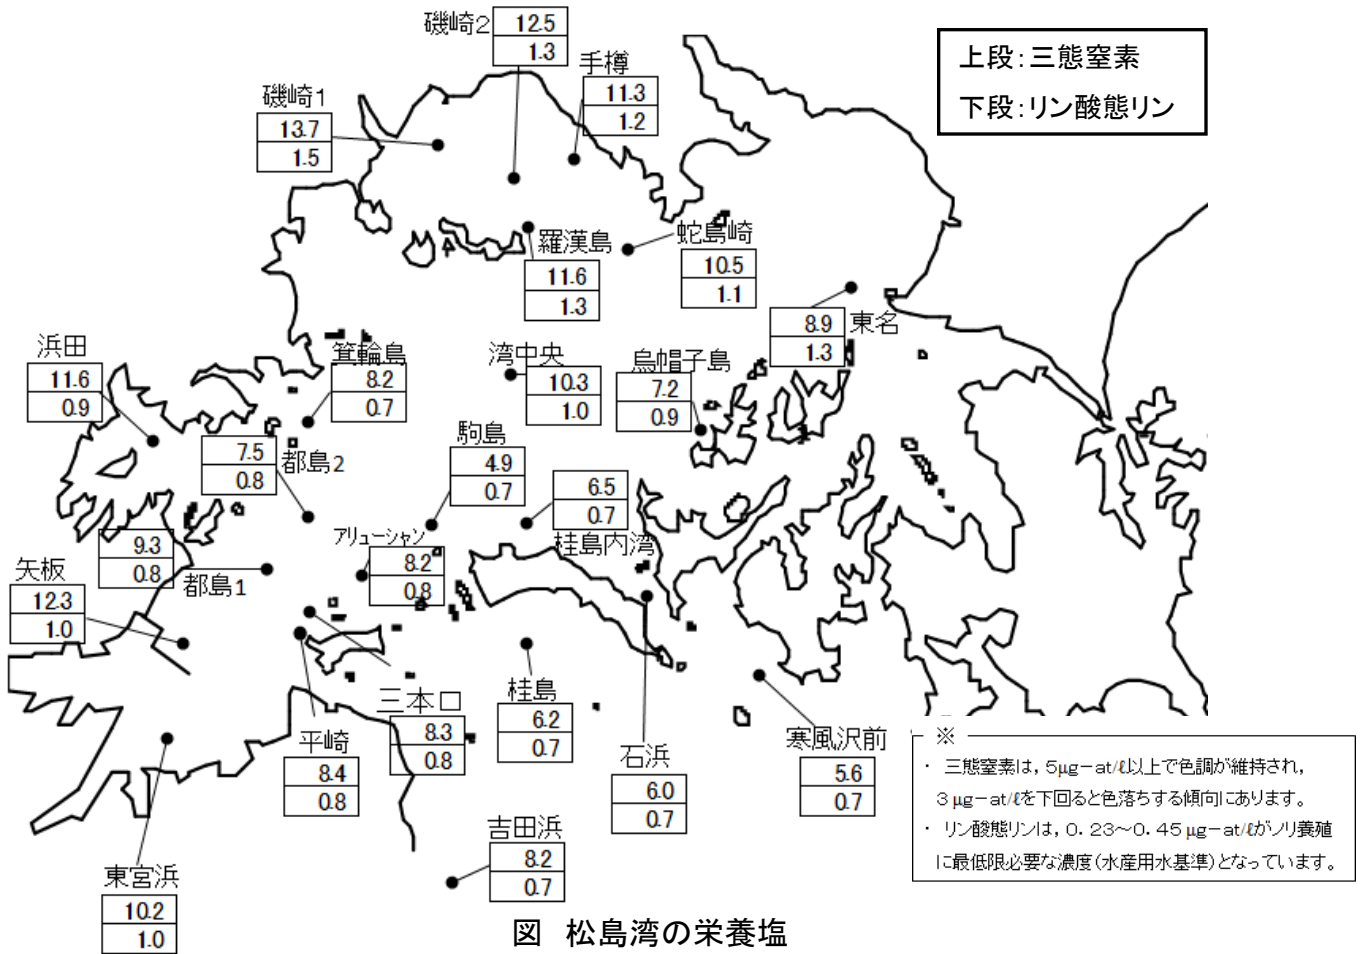 磯崎2
12.5
1.3
上段：三態窒素
下段：リン酸態リン
手樽
11.3
1.2
磯崎1
13.7
1.5
羅漢島
11.6
1.3
蛇島崎
10.5
1.1
東名
8.9
1.3
浜田
11.6
0.9
箕輪島
8.2
0.7
湾中央
10.3
1.0
烏帽子島
7.2
0.9
都島2
7.5
0.8
駒島
4.9
0.7
6.5
0.7
桂島内湾
アリューシャン
8.2
0.8
9.3
0.8
都島1
矢板
12.3
1.0
三本口
8.3
0.8
桂島
6.2
0.7
平崎
8.4
0.8
石浜
6.0
0.7
寒風沢前
5.6
0.7
※
・ 三態窒素は，5μg－at/ℓ以上で色調が維持され，
3μg－at/ℓを下回ると色落ちする傾向にあります。
・ リン酸態リンは，0．23～0．45μg－at/ℓがノリ養殖
に最低限必要な濃度（水産用水基準）となっています。
吉田浜
8.2
0.7
東宮浜
10.2
1.0
図 松島湾の栄養塩